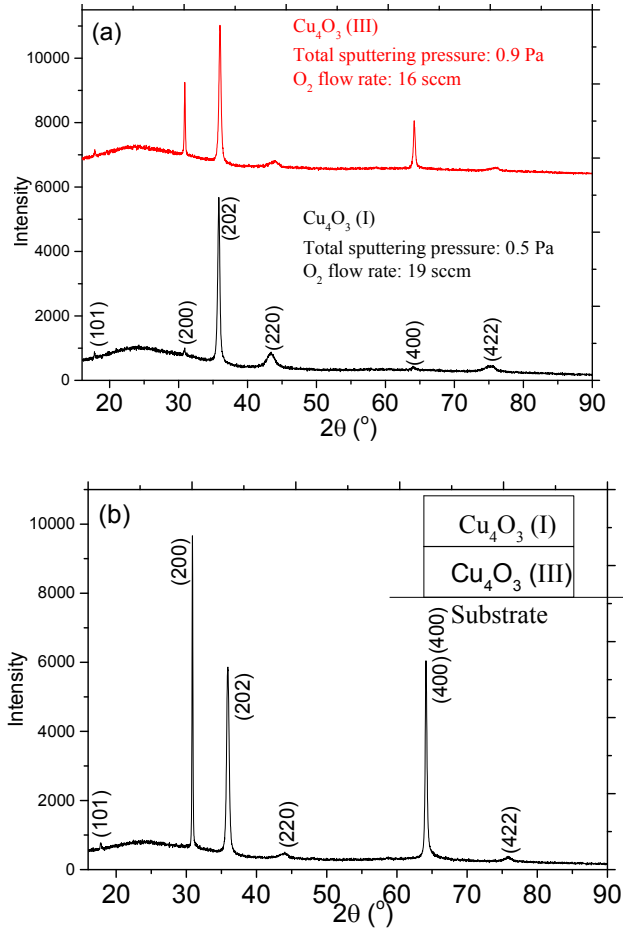 (a)
Cu₄O₃ (III)
Total sputtering pressure: 0.9 Pa
O₂ flow rate: 16 sccm
Cu₄O₃ (I)
Total sputtering pressure: 0.5 Pa
O₂ flow rate: 19 sccm
(101)
(200)
(202)
(220)
(400)
(422)
Intensity
10000
8000
6000
4000
2000
0
20 30 40 50 60 70 80 90
2θ (°)
(b)
Cu₄O₃ (I)
Cu₄O₃ (III)
Substrate
(101)
(200)
(202)
(220)
(400)
(400)
(422)
Intensity
10000
8000
6000
4000
2000
0
20 30 40 50 60 70 80 90
2θ (°)